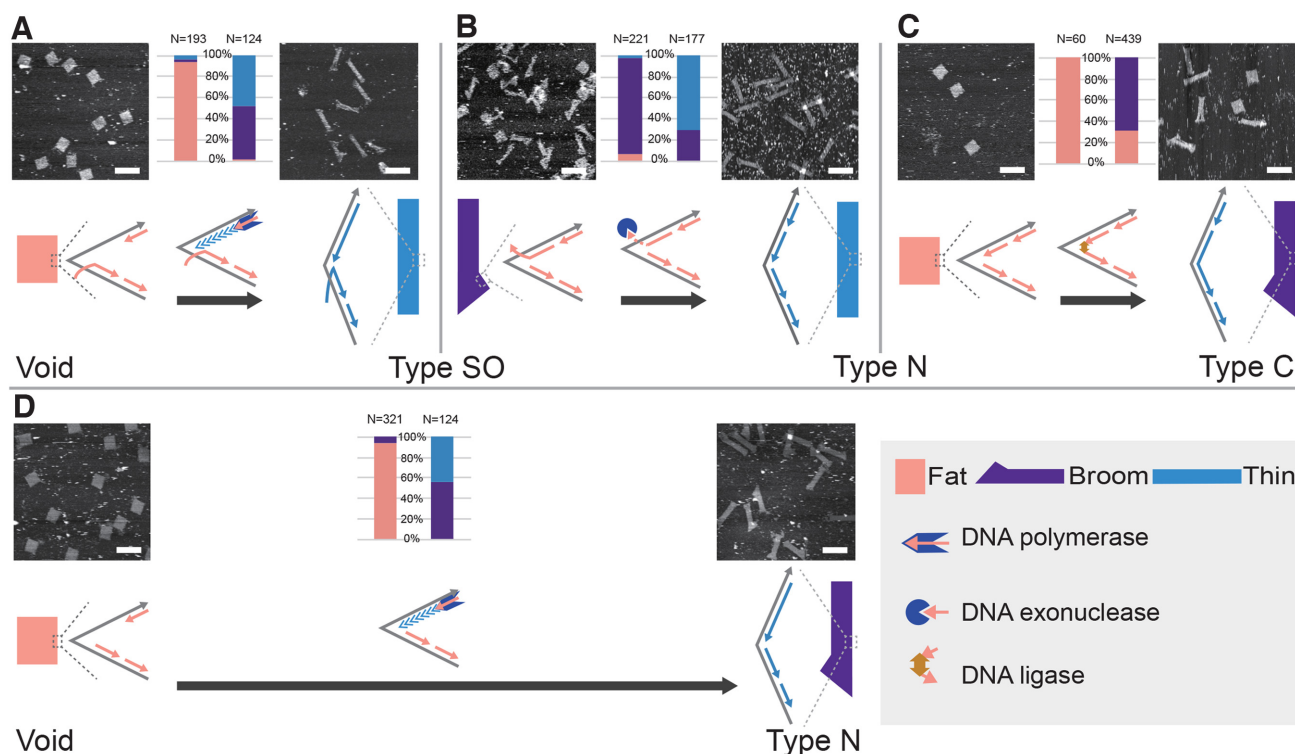 A
N=193 N=124
100%
80%
60%
40%
20%
0%
Void
Type SO
B
N=221 N=177
100%
80%
60%
40%
20%
0%
Type N
C
N=60 N=439
100%
80%
60%
40%
20%
0%
Type C
D
N=321 N=124
100%
80%
60%
40%
20%
0%
Void
Type N
Fat Broom Thin
DNA polymerase
DNA exonuclease
DNA ligase